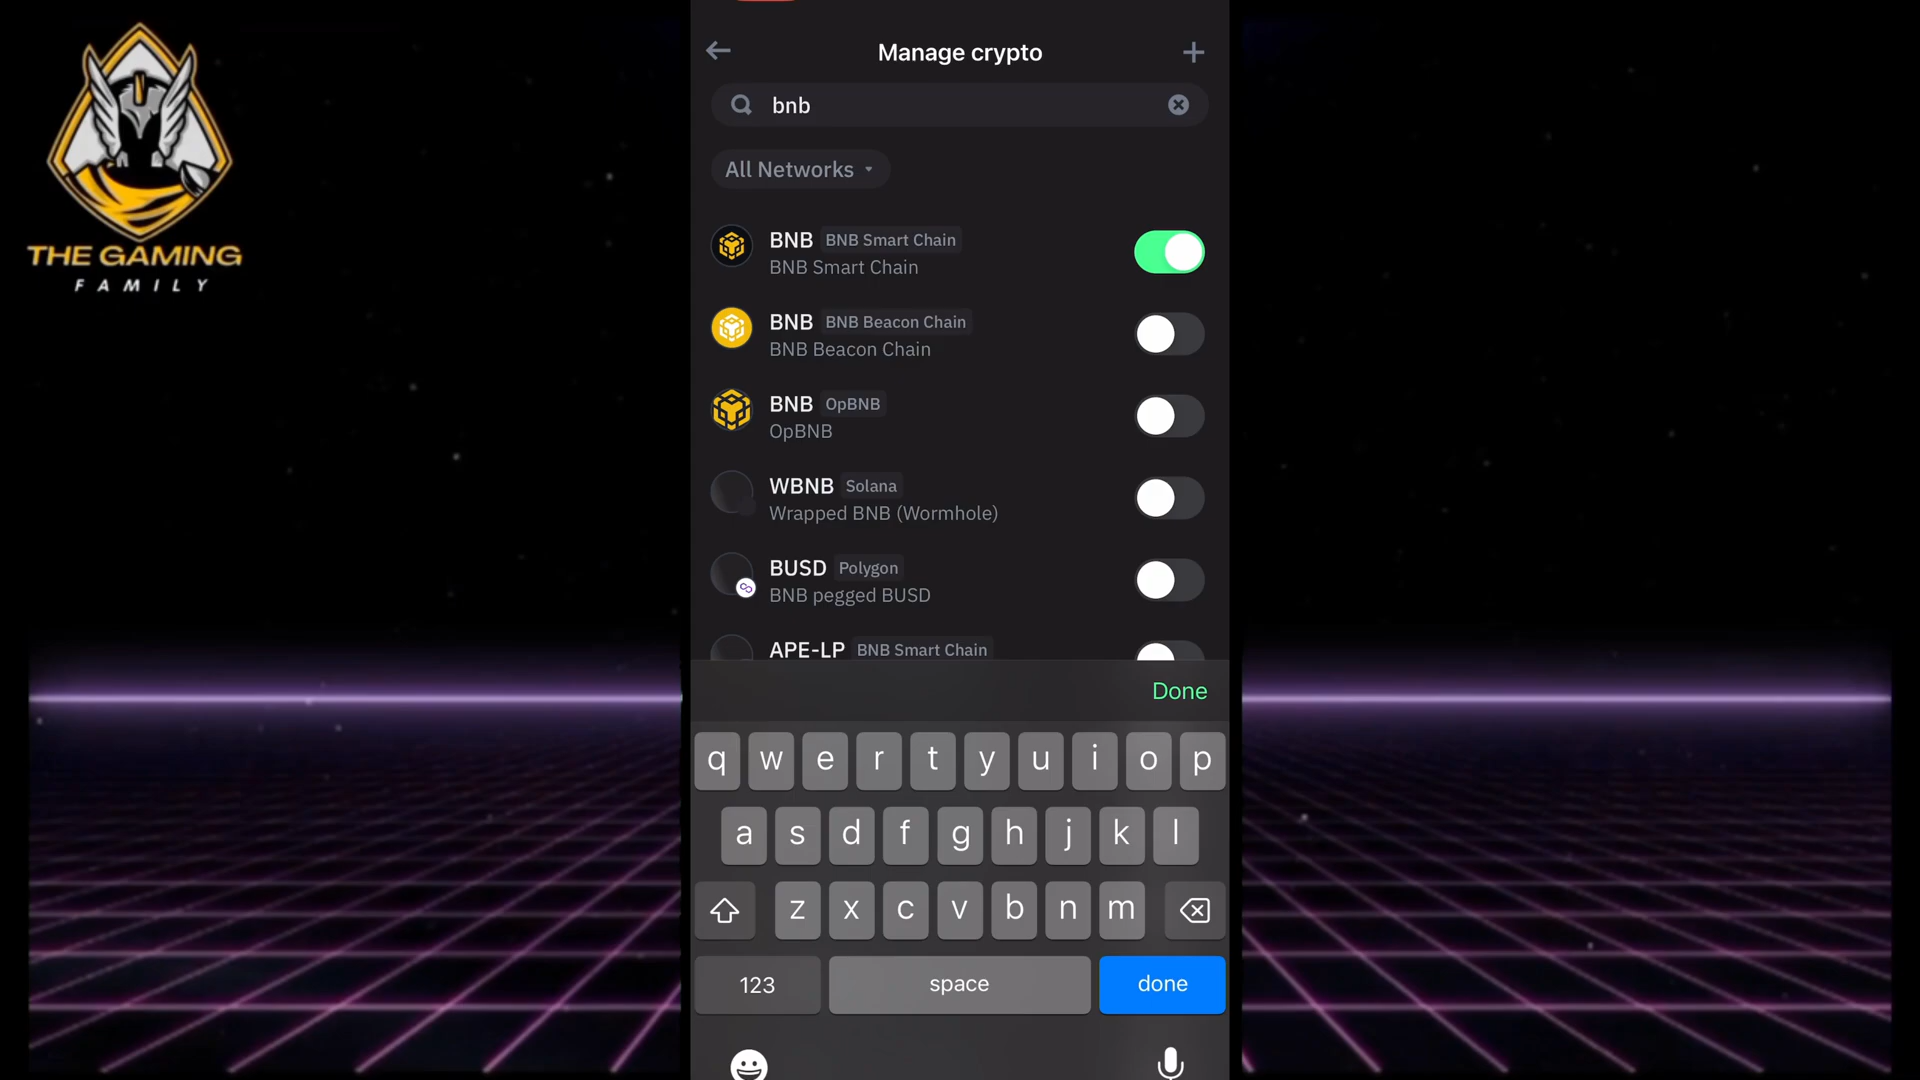 THE GAMING
FAMILY
Manage crypto
bnb
All Networks
BNB BNB Smart Chain
BNB Smart Chain
BNB BNB Beacon Chain
BNB Beacon Chain
BNB OpBNB
OpBNB
WBNB Solana
Wrapped BNB (Wormhole)
BUSD Polygon
BNB pegged BUSD
APE-LP BNB Smart Chain
Done
q w e r t y u i o p
a s d f g h j k l
z x c v b n m
123 space done